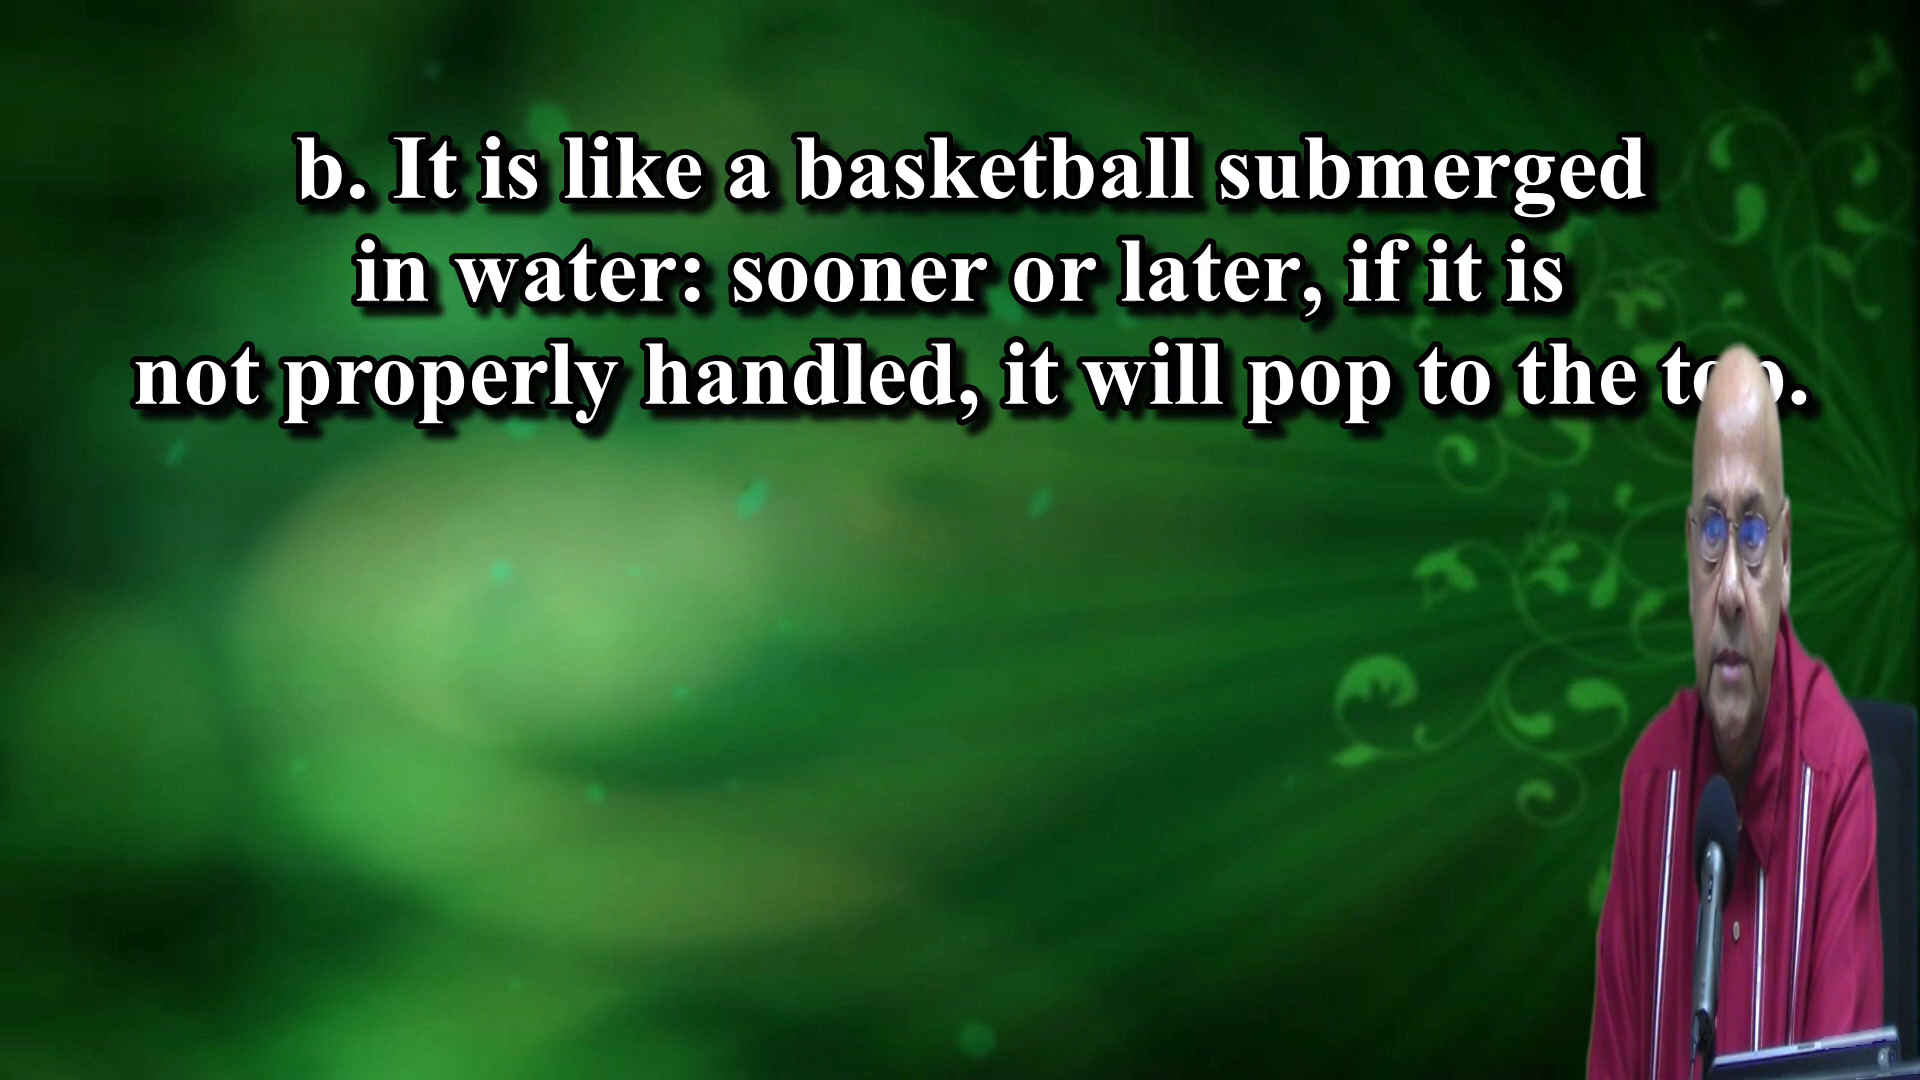 b. It is like a basketball submerged
in water: sooner or later, if it is
not properly handled, it will pop to the top.